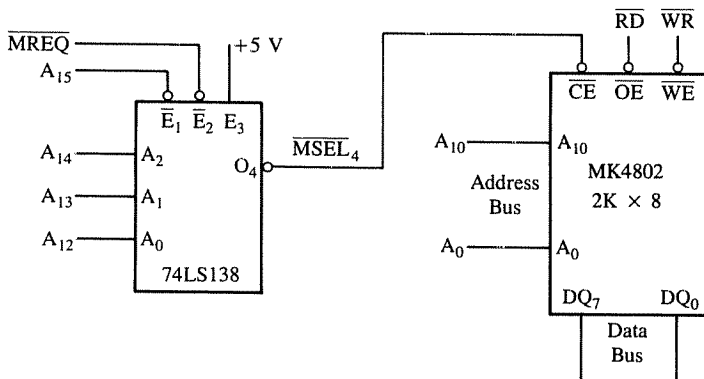 MREQ
+5 V
RD
WR
A15
E1
E2
E3
CE
OE
WE
A14
A2
O4
MSEL4
A10
A10
A13
A1
Address
Bus
MK4802
2K × 8
A12
A0
A0
A0
74LS138
DQ7
DQ0
Data
Bus